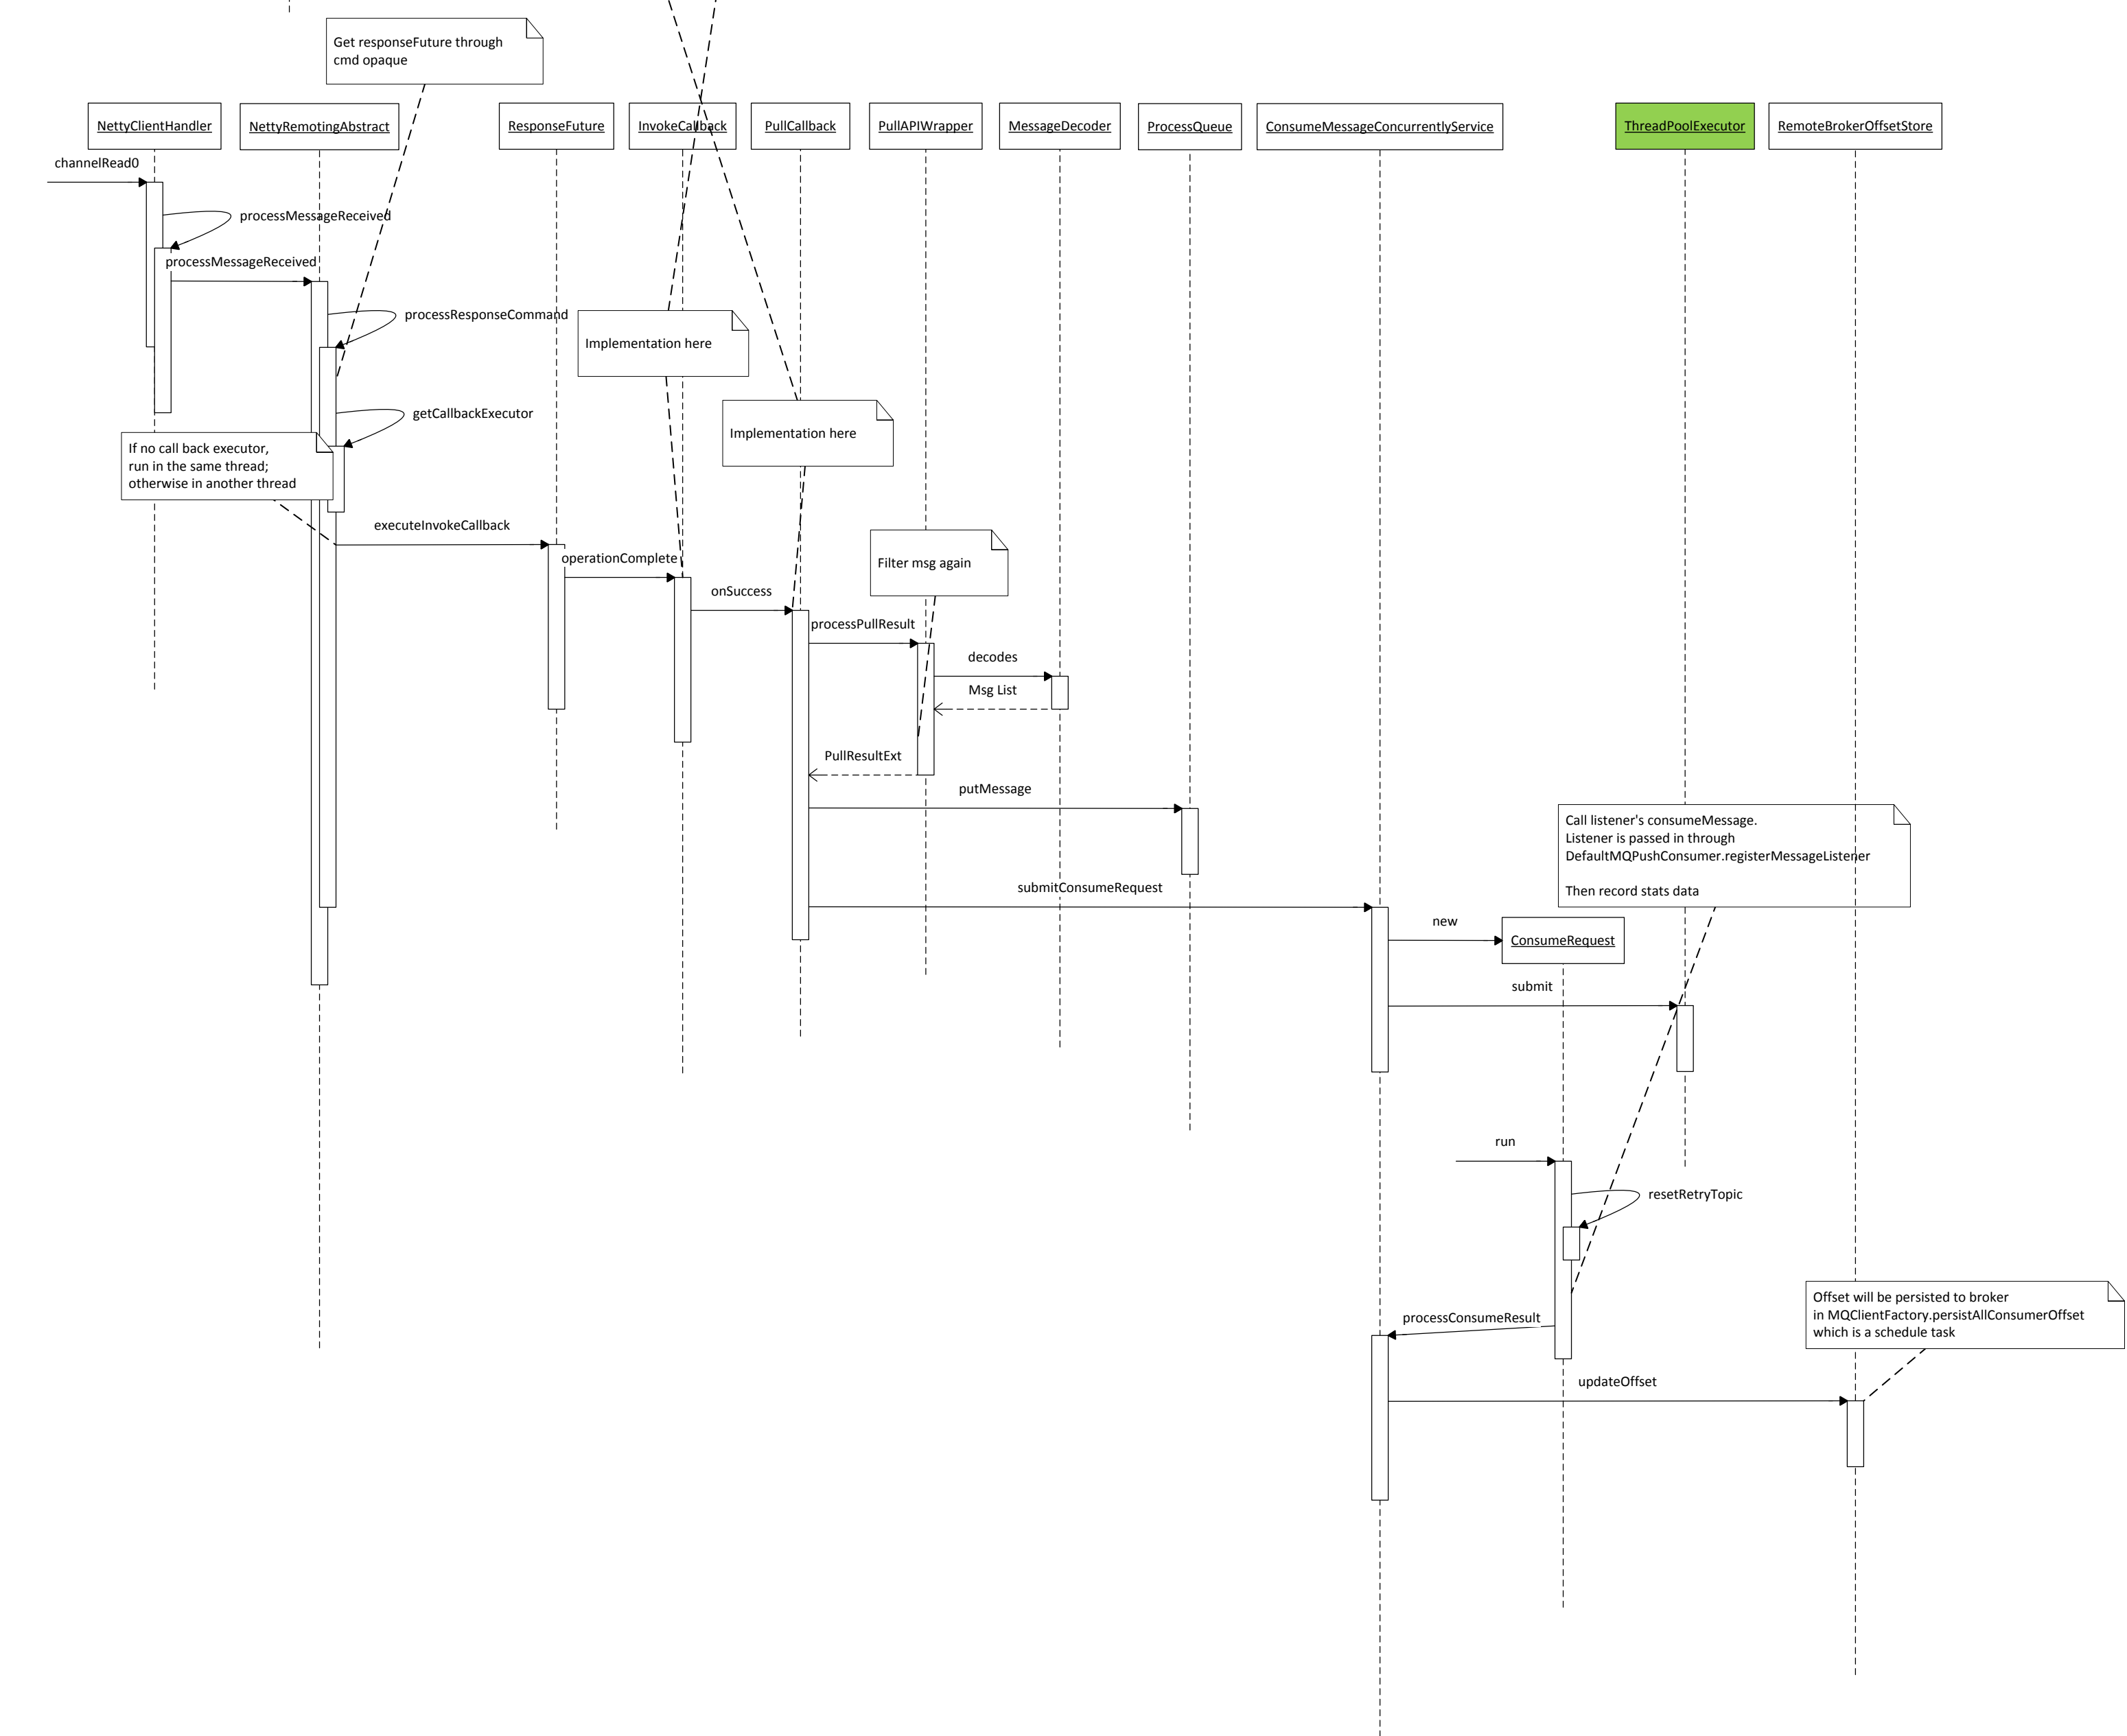 Get responseFuture through
cmd opaque
NettyClientHandler
NettyRemotingAbstract
ResponseFuture
InvokeCallback
PullCallback
PullAPIWrapper
MessageDecoder
ProcessQueue
ConsumeMessageConcurrentlyService
ThreadPoolExecutor
RemoteBrokerOffsetStore
channelRead0
processMessageReceived
processMessageReceived
processResponseCommand
Implementation here
getCallbackExecutor
Implementation here
If no call back executor,
run in the same thread;
otherwise in another thread
executeInvokeCallback
operationComplete
Filter msg again
onSuccess
processPullResult
decodes
Msg List
PullResultExt
putMessage
Call listener's consumeMessage.
Listener is passed in through
DefaultMQPushConsumer.registerMessageListener
Then record stats data
submitConsumeRequest
new
ConsumeRequest
submit
run
resetRetryTopic
Offset will be persisted to broker
in MQClientFactory.persistAllConsumerOffset
which is a schedule task
processConsumeResult
updateOffset